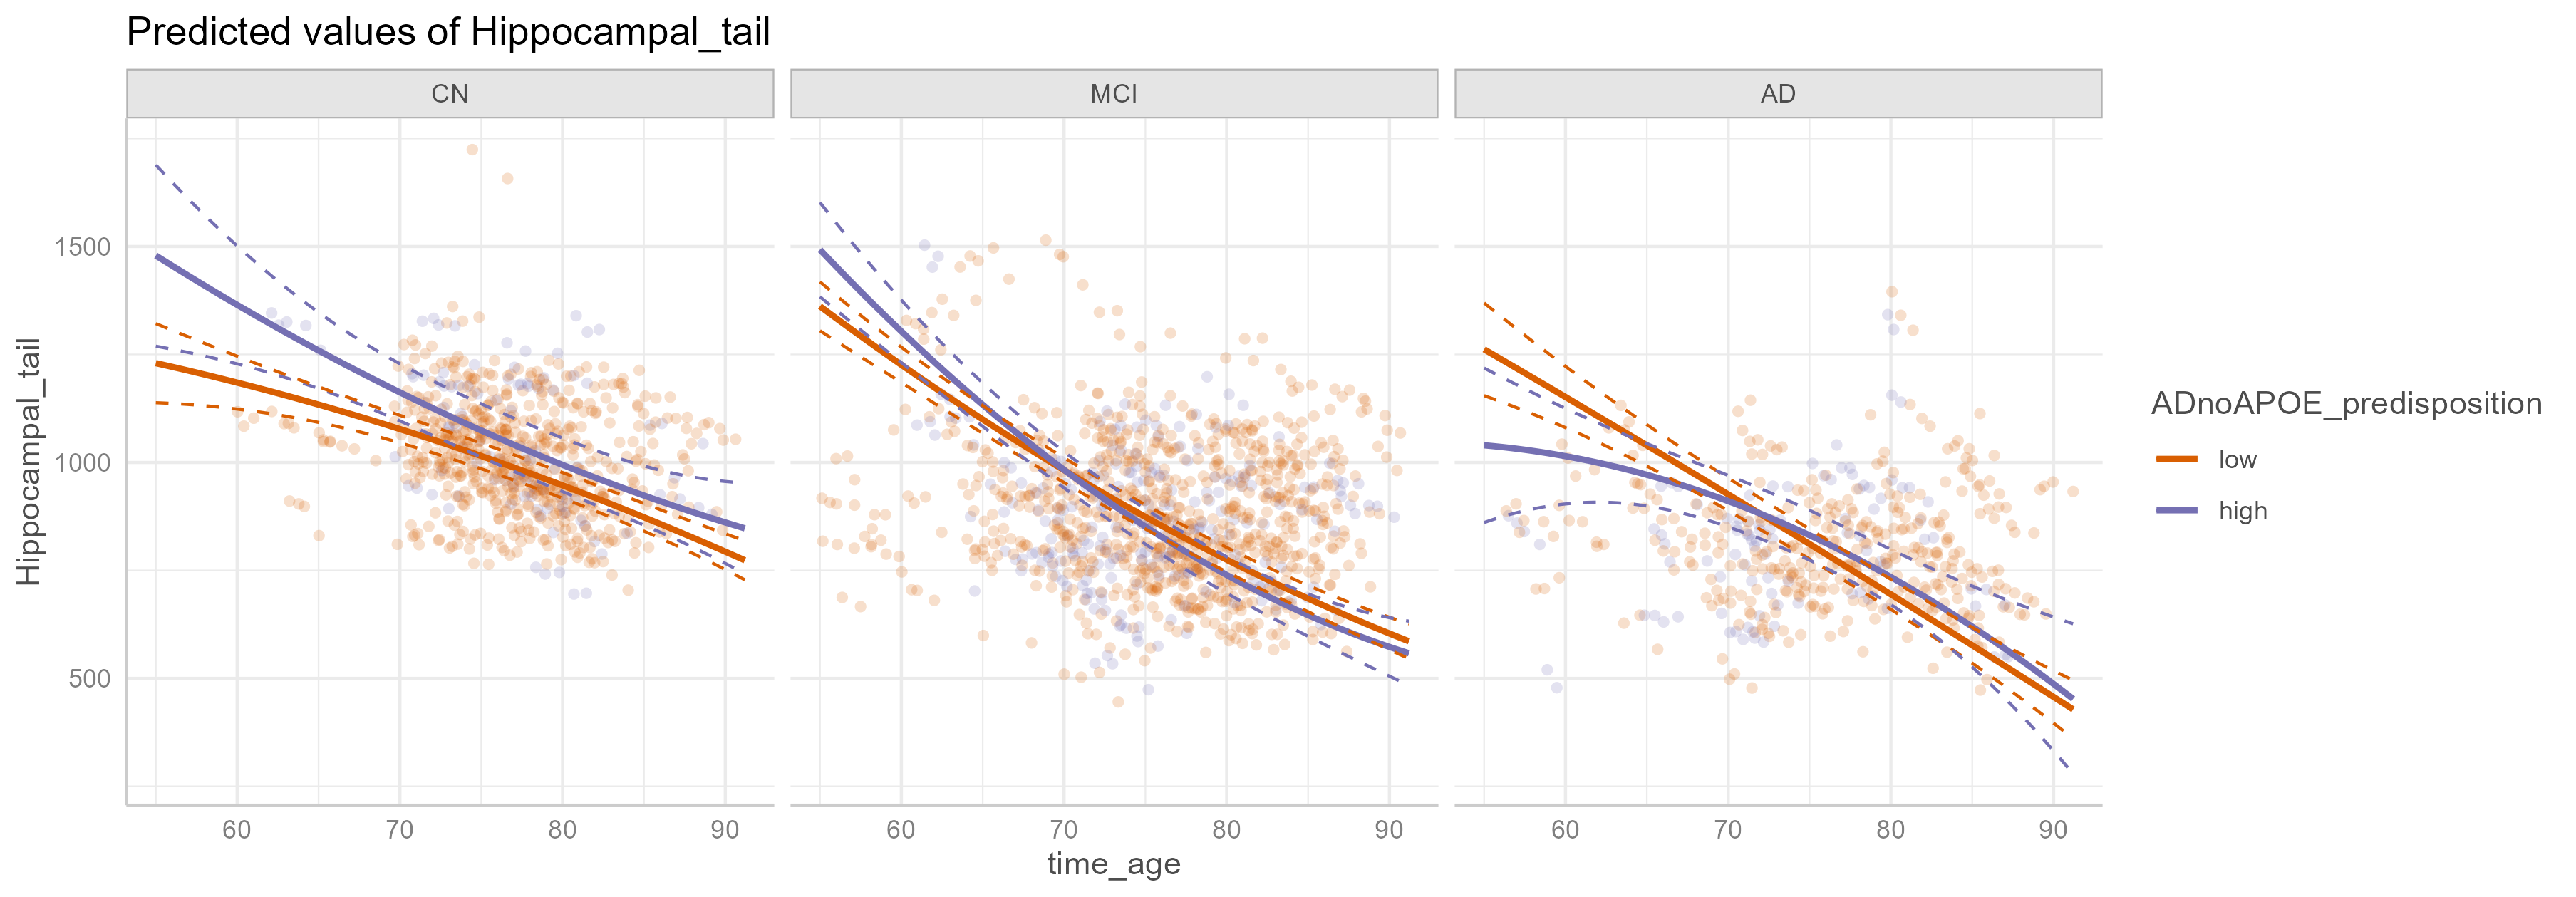 Predicted values of Hippocampal_tail
CN
MCI
AD
Hippocampal_tail
1500
1000
500
60 70 80 90
60 70 80 90
60 70 80 90
time_age
ADnoAPOE_predisposition
low
high